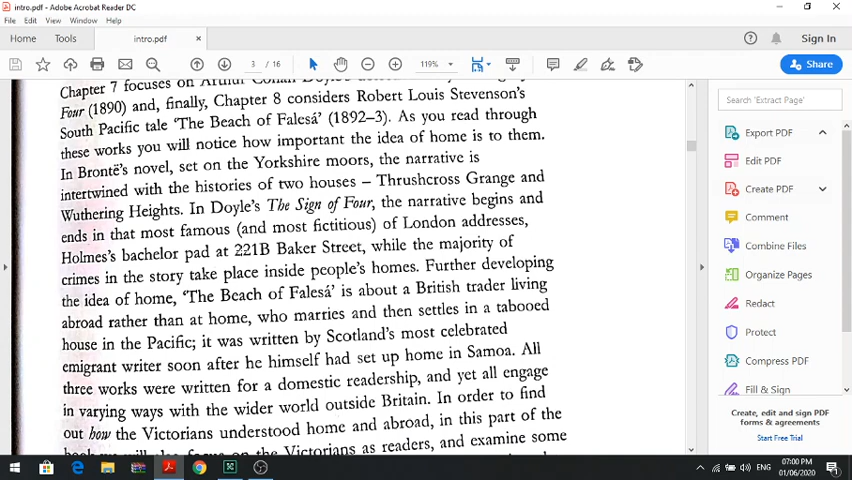 intro.pdf - Adobe Acrobat Reader DC
File Edit View Window Help
Home Tools intro.pdf × Sign In
3 / 16 119% Share
Chapter 7 focuses on Arthur Conan
Four (1890) and, finally, Chapter 8 considers Robert Louis Stevenson's
South Pacific tale 'The Beach of Falesá' (1892–3). As you read through
these works you will notice how important the idea of home is to them.
In Brontë's novel, set on the Yorkshire moors, the narrative is
intertwined with the histories of two houses – Thrushcross Grange and
Wuthering Heights. In Doyle's The Sign of Four, the narrative begins and
ends in that most famous (and most fictitious) of London addresses,
Holmes's bachelor pad at 221B Baker Street, while the majority of
crimes in the story take place inside people's homes. Further developing
the idea of home, 'The Beach of Falesá' is about a British trader living
abroad rather than at home, who marries and then settles in a tabooed
house in the Pacific; it was written by Scotland's most celebrated
emigrant writer soon after he himself had set up home in Samoa. All
three works were written for a domestic readership, and yet all engage
in varying ways with the wider world outside Britain. In order to find
out how the Victorians understood home and abroad, in this part of the
book we will also focus on the Victorians as readers, and examine some
Search 'Extract Page'
Export PDF
Edit PDF
Create PDF
Comment
Combine Files
Organize Pages
Redact
Protect
Compress PDF
Fill & Sign
Create, edit and sign PDF
forms & agreements
Start Free Trial
ENG
07:00 PM
01/06/2020